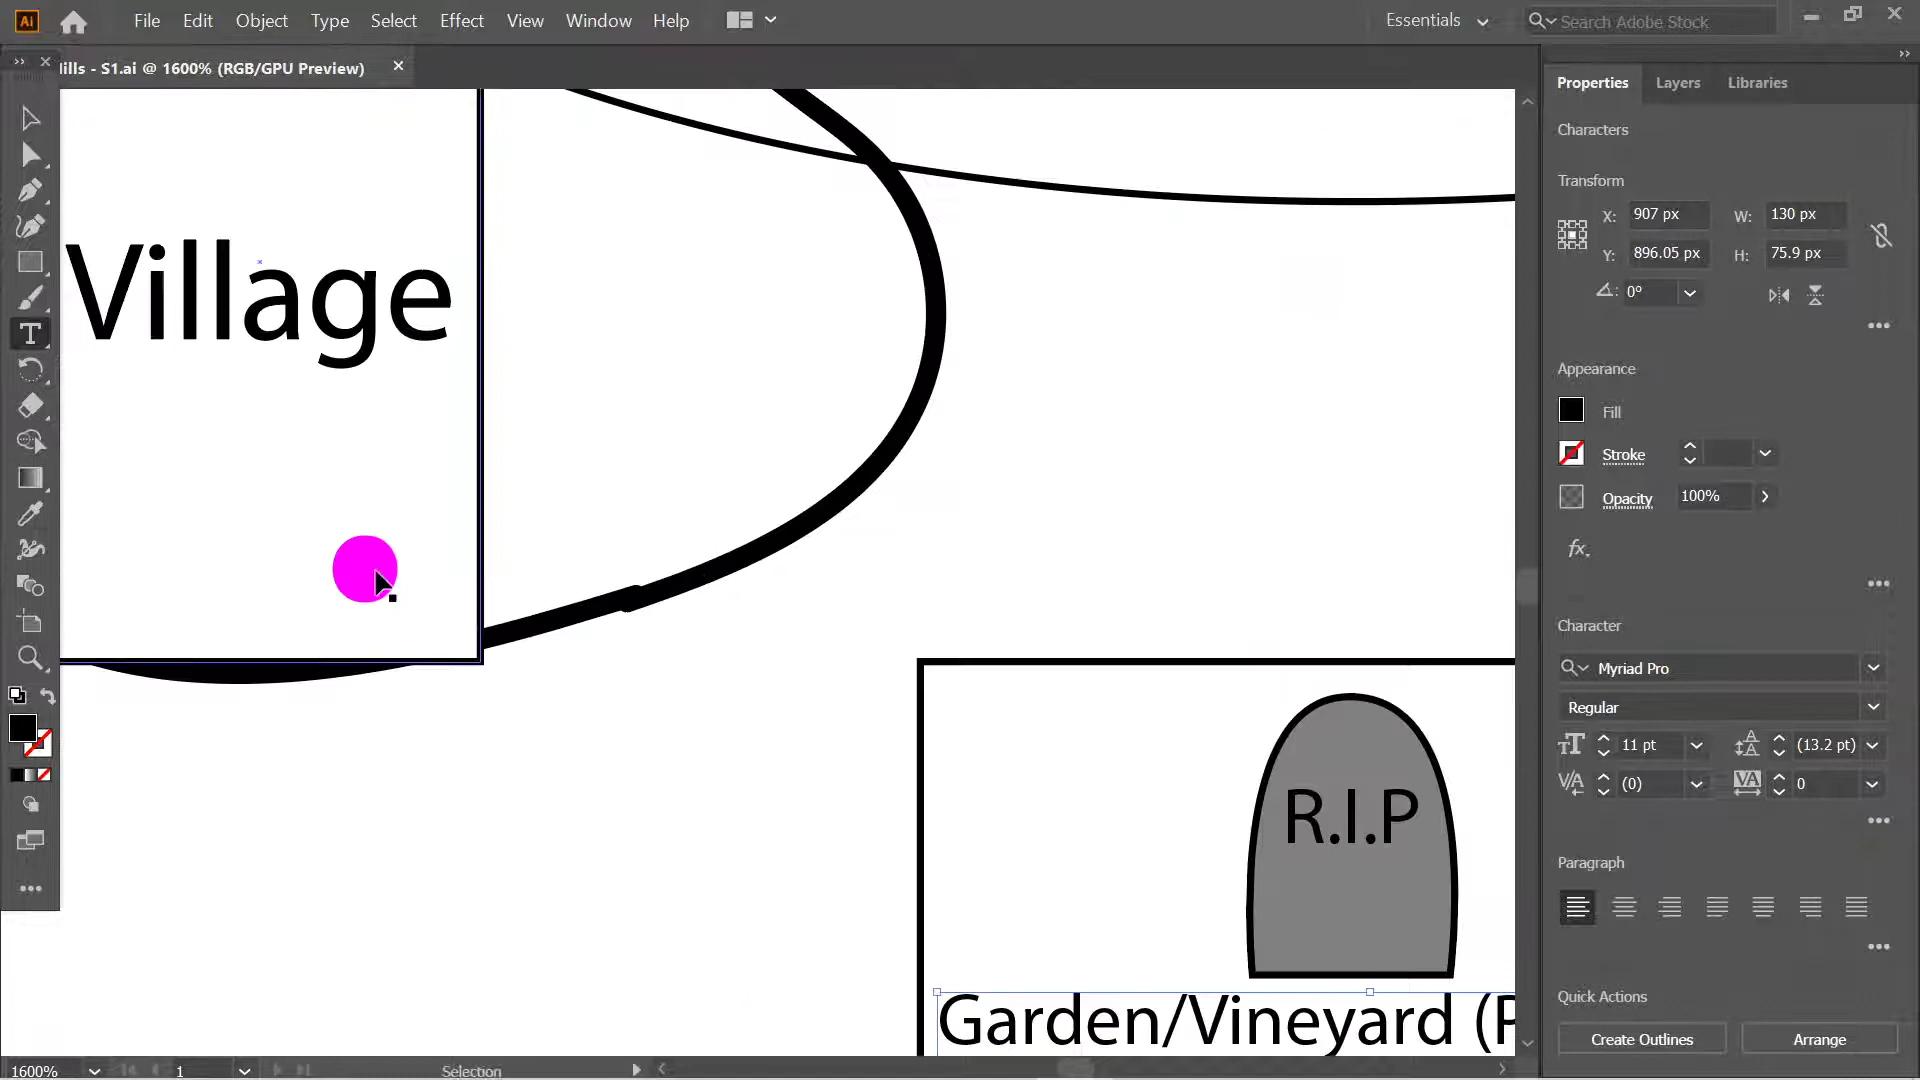 Ai File Edit Object Type Select Effect View Window Help Essentials Search Adobe Stock
ills - S1.ai @ 1600% (RGB/GPU Preview)
Properties Layers Libraries
Characters
Transform
X: 907 px W: 130 px
Y: 896.05 px H: 75.9 px
0°
Appearance
Fill
Stroke
Opacity 100%
fx.
Character
Myriad Pro
Regular
11 pt (13.2 pt)
(0) 0
Paragraph
Quick Actions
Create Outlines Arrange
Village
R.I.P
Garden/Vineyard (P
1600% 1 Selection